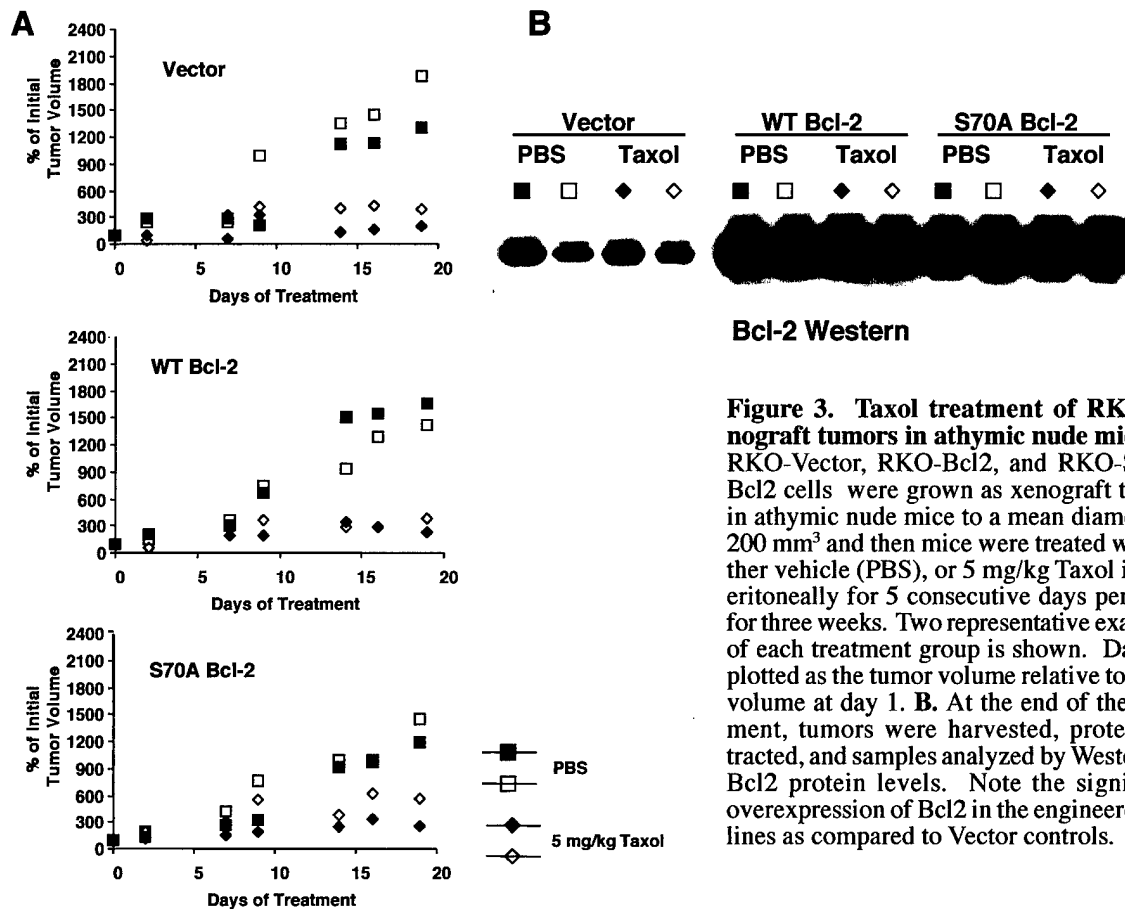 A
2400
2100
1800
1500
1200
900
600
300
0
% of Initial
Tumor Volume
Vector
0 5 10 15 20
Days of Treatment
2400
2100
1800
1500
1200
900
600
300
0
% of Initial
Tumor Volume
WT Bcl-2
0 5 10 15 20
Days of Treatment
2400
2100
1800
1500
1200
900
600
300
0
% of Initial
Tumor Volume
S70A Bcl-2
0 5 10 15 20
Days of Treatment
PBS
5 mg/kg Taxol
B
Vector WT Bcl-2 S70A Bcl-2
PBS Taxol PBS Taxol PBS Taxol
Bcl-2 Western
Figure 3. Taxol treatment of RK
nograft tumors in athymic nude mi
RKO-Vector, RKO-Bcl2, and RKO-S
Bcl2 cells were grown as xenograft t
in athymic nude mice to a mean diam
200 mm³ and then mice were treated w
ther vehicle (PBS), or 5 mg/kg Taxol i
eritoneally for 5 consecutive days per
for three weeks. Two representative exa
of each treatment group is shown. Da
plotted as the tumor volume relative to
volume at day 1. B. At the end of the
ment, tumors were harvested, prote
tracted, and samples analyzed by Weste
Bcl2 protein levels. Note the signi
overexpression of Bcl2 in the engineere
lines as compared to Vector controls.